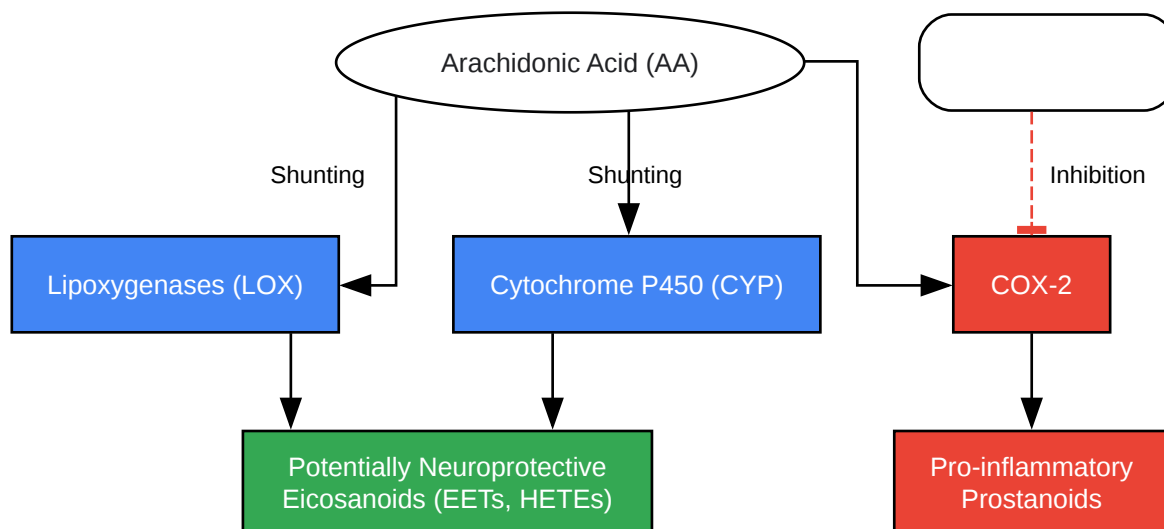 Arachidonic Acid (AA)
Shunting
Shunting
Inhibition
Lipoxygenases (LOX)
Cytochrome P450 (CYP)
COX-2
Potentially Neuroprotective
Eicosanoids (EETs, HETEs)
Pro-inflammatory
Prostanoids